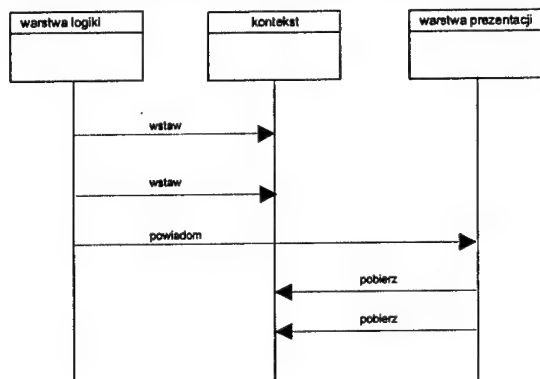 warstwa logiki
kontekst
warstwa prezentacji
wstaw
wstaw
powiadom
pobierz
pobierz